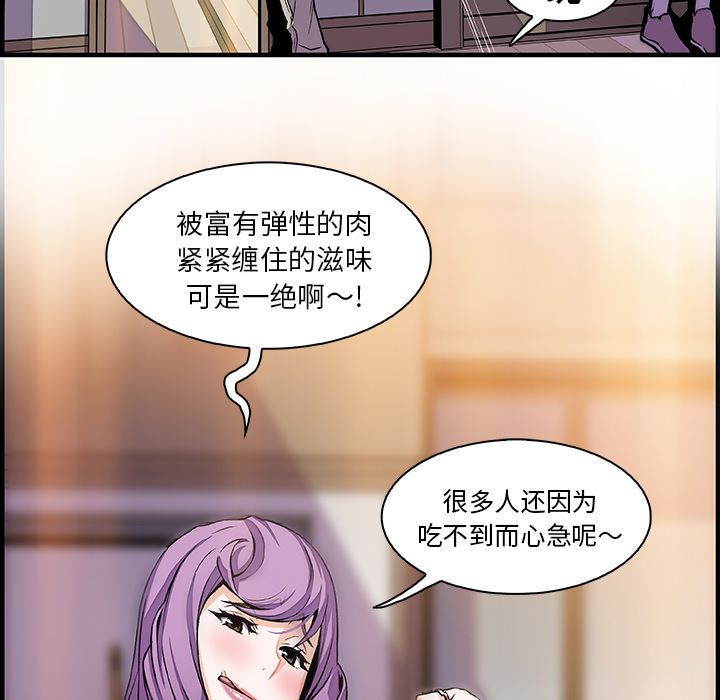 被富有弹性的肉
紧紧缠住的滋味
可是一绝啊～!
很多人还因为
吃不到而心急呢～